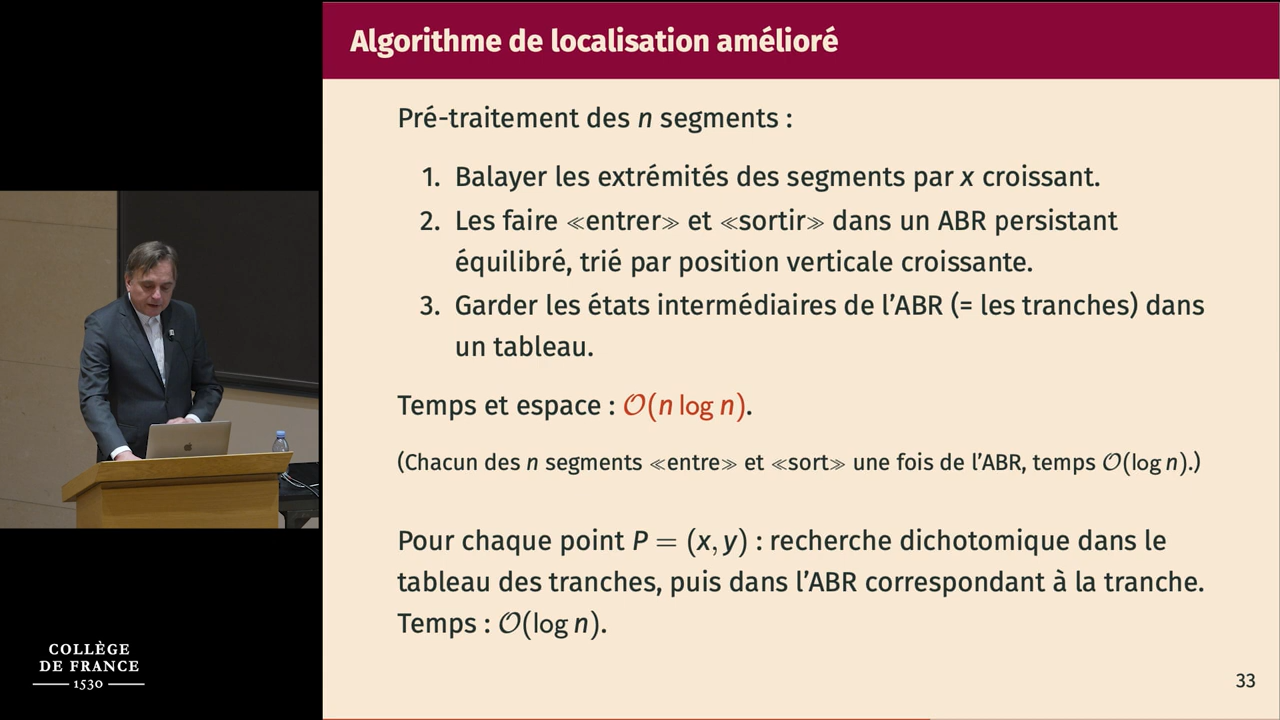 Algorithme de localisation amélioré
Pré-traitement des n segments :
1. Balayer les extrémités des segments par x croissant.
2. Les faire «entrer» et «sortir» dans un ABR persistant
équilibré, trié par position verticale croissante.
3. Garder les états intermédiaires de l'ABR (= les tranches) dans
un tableau.
Temps et espace : O(n log n).
(Chacun des n segments «entre» et «sort» une fois de l'ABR, temps O(log n).)
Pour chaque point P = (x, y) : recherche dichotomique dans le
tableau des tranches, puis dans l'ABR correspondant à la tranche.
Temps : O(log n).
33
COLLÈGE
DE FRANCE
1530